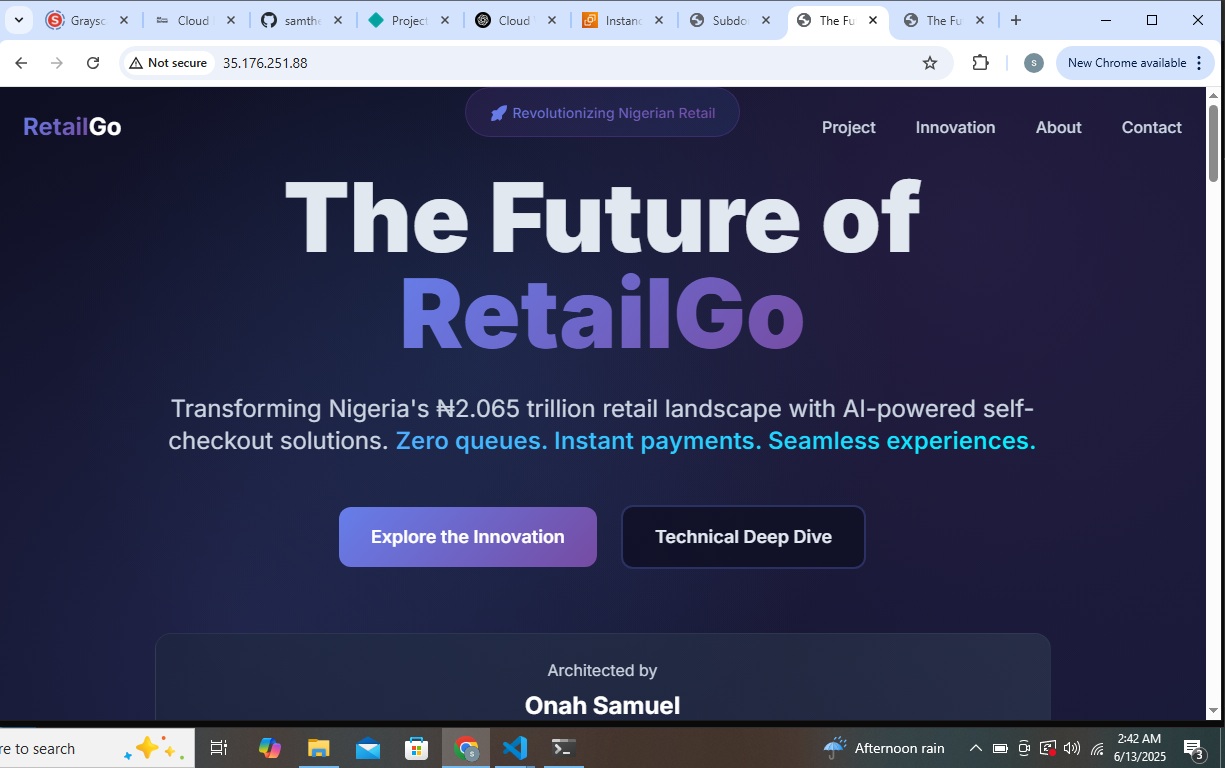 Graysc
Cloud
samthe
Project
Cloud
Instanc
Subdo
The Fu
The Fu
Not secure
35.176.251.88
S
New Chrome available
RetailGo
Revolutionizing Nigerian Retail
Project
Innovation
About
Contact
The Future of
RetailGo
Transforming Nigeria's ₦2.065 trillion retail landscape with AI-powered self-
checkout solutions. Zero queues. Instant payments. Seamless experiences.
Explore the Innovation
Technical Deep Dive
Architected by
Onah Samuel
re to search
Afternoon rain
2:42 AM
6/13/2025
3